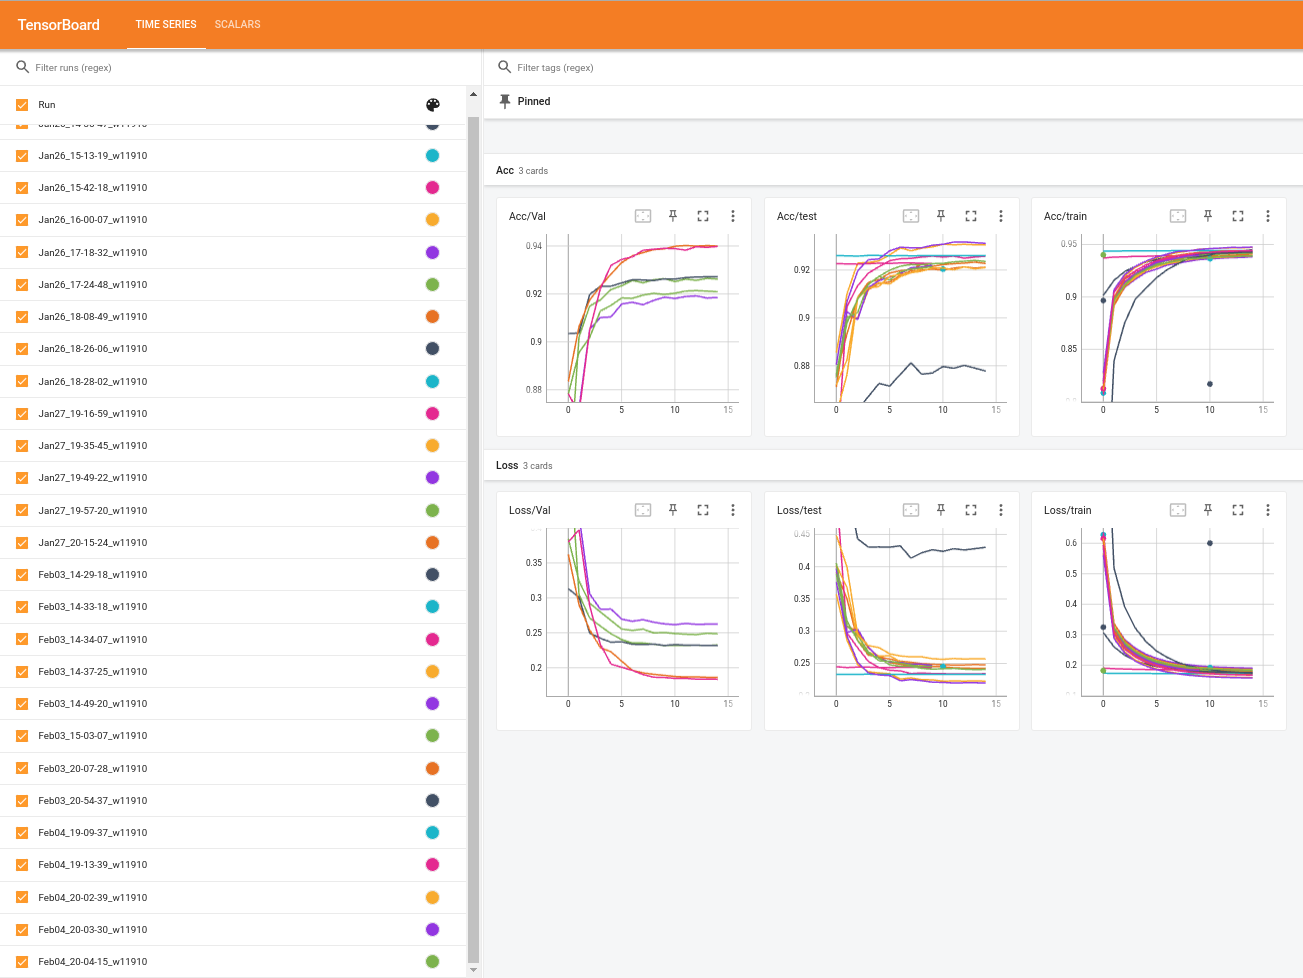 TensorBoard
TIME SERIES SCALARS
Filter runs (regex)
Run
Jan26_15-13-19_w11910
Jan26_15-42-18_w11910
Jan26_16-00-07_w11910
Jan26_17-18-32_w11910
Jan26_17-24-48_w11910
Jan26_18-08-49_w11910
Jan26_18-26-06_w11910
Jan26_18-28-02_w11910
Jan27_19-16-59_w11910
Jan27_19-35-45_w11910
Jan27_19-49-22_w11910
Jan27_19-57-20_w11910
Jan27_20-15-24_w11910
Feb03_14-29-18_w11910
Feb03_14-33-18_w11910
Feb03_14-34-07_w11910
Feb03_14-37-25_w11910
Feb03_14-49-20_w11910
Feb03_15-03-07_w11910
Feb03_20-07-28_w11910
Feb03_20-54-37_w11910
Feb04_19-09-37_w11910
Feb04_19-13-39_w11910
Feb04_20-02-39_w11910
Feb04_20-03-30_w11910
Feb04_20-04-15_w11910
Filter tags (regex)
Pinned
Acc 3 cards
Acc/Val
0.94
0.92
0.9
0.88
0 5 10 15
Acc/test
0.92
0.9
0.88
0 5 10 15
Acc/train
0.95
0.9
0.85
0 5 10 15
Loss 3 cards
Loss/Val
0.35
0.3
0.25
0.2
0 5 10 15
Loss/test
0.45
0.4
0.35
0.3
0.25
0 5 10 15
Loss/train
0.6
0.5
0.4
0.3
0.2
0 5 10 15